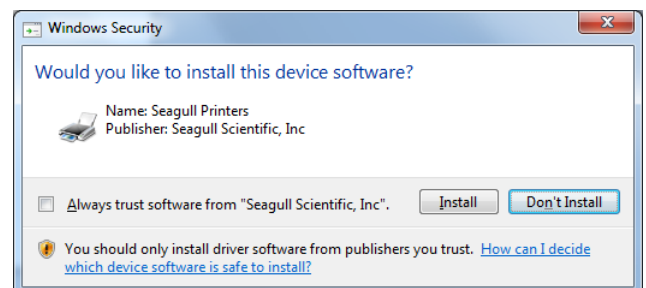 Windows Security
Would you like to install this device software?
Name: Seagull Printers
Publisher: Seagull Scientific, Inc
Always trust software from "Seagull Scientific, Inc".
Install
Don't Install
You should only install driver software from publishers you trust. How can I decide
which device software is safe to install?